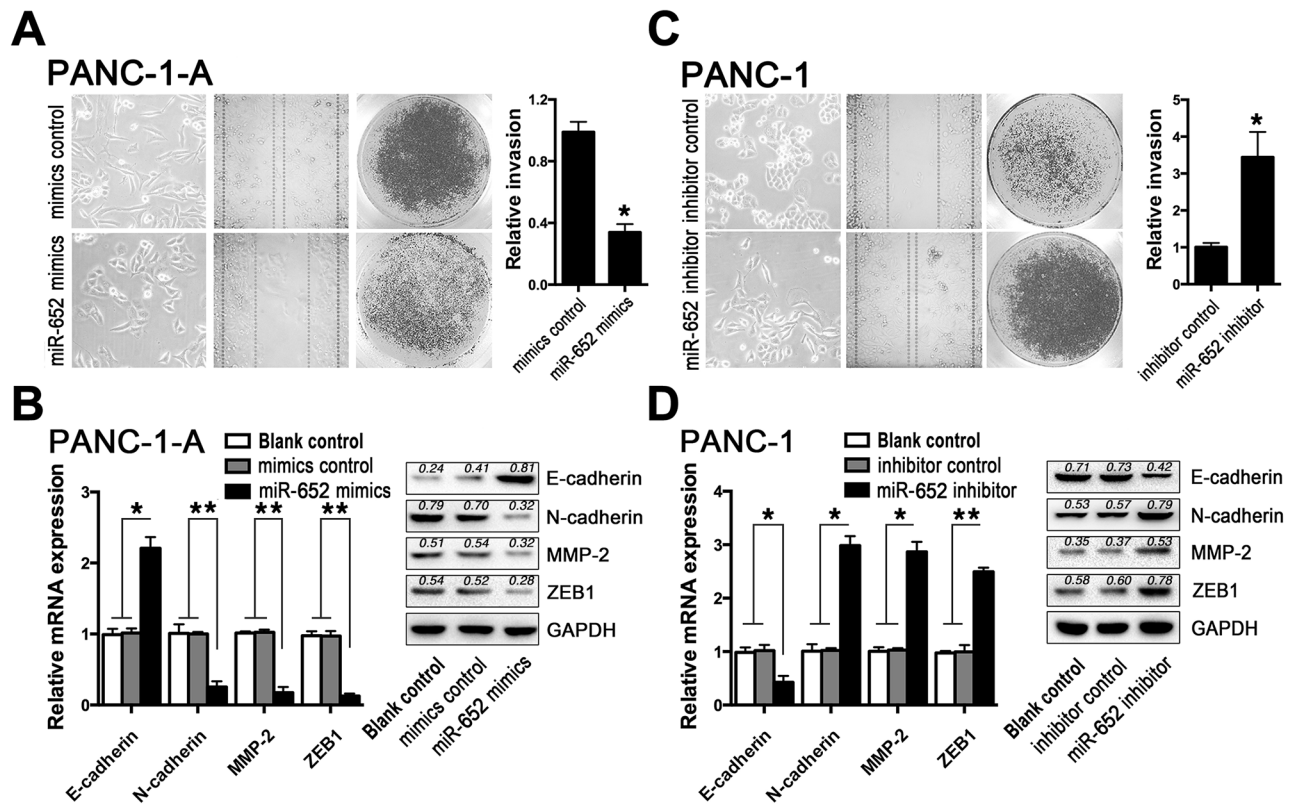 A
PANC-1-A
mimics control
miR-652 mimics
Relative invasion
1.2
0.8
0.4
0.0
*
mimics control
miR-652 mimics
C
PANC-1
inhibitor control
miR-652 inhibitor
Relative invasion
5
4
3
2
1
0
*
inhibitor control
miR-652 inhibitor
B
PANC-1-A
Blank control
mimics control
miR-652 mimics
Relative mRNA expression
3
2
1
0
* ** ** **
E-cadherin
N-cadherin
MMP-2
ZEB1
0.24 0.41 0.81 E-cadherin
0.79 0.70 0.32 N-cadherin
0.51 0.54 0.32 MMP-2
0.54 0.52 0.28 ZEB1
GAPDH
Blank control
mimics control
miR-652 mimics
D
PANC-1
Blank control
inhibitor control
miR-652 inhibitor
Relative mRNA expression
4
3
2
1
0
* * * **
E-cadherin
N-cadherin
MMP-2
ZEB1
0.71 0.73 0.42 E-cadherin
0.53 0.57 0.79 N-cadherin
0.35 0.37 0.53 MMP-2
0.58 0.60 0.78 ZEB1
GAPDH
Blank control
inhibitor control
miR-652 inhibitor